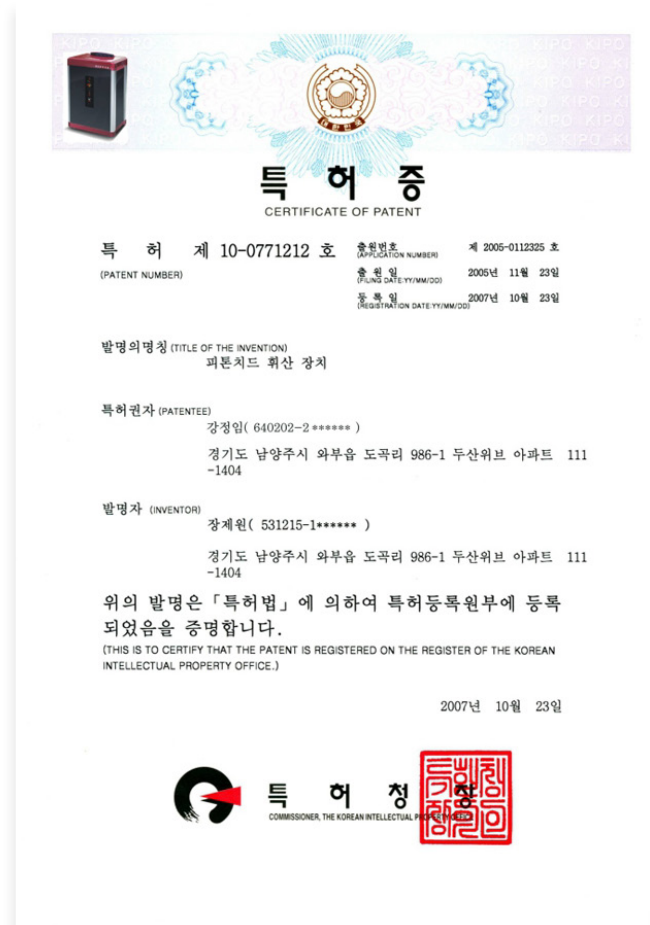 대한민국
특 허 증
CERTIFICATE OF PATENT
특 허 제 10-0771212 호
(PATENT NUMBER)
출원번호 제 2005-0112325 호
(APPLICATION NUMBER)
출 원 일 2005년 11월 23일
(FILING DATE:YY/MM/DD)
등 록 일 2007년 10월 23일
(REGISTRATION DATE:YY/MM/DD)
발명의명칭 (TITLE OF THE INVENTION)
피톤치드 휘산 장치
특허권자 (PATENTEE)
강정임( 640202-2****** )
경기도 남양주시 와부읍 도곡리 986-1 두산위브 아파트 111
-1404
발명자 (INVENTOR)
장제원( 531215-1****** )
경기도 남양주시 와부읍 도곡리 986-1 두산위브 아파트 111
-1404
위의 발명은 「특허법」에 의하여 특허등록원부에 등록
되었음을 증명합니다.
(THIS IS TO CERTIFY THAT THE PATENT IS REGISTERED ON THE REGISTER OF THE KOREAN
INTELLECTUAL PROPERTY OFFICE.)
2007년 10월 23일
특 허 청 장
COMMISSIONER, THE KOREAN INTELLECTUAL PROPERTY OFFICE